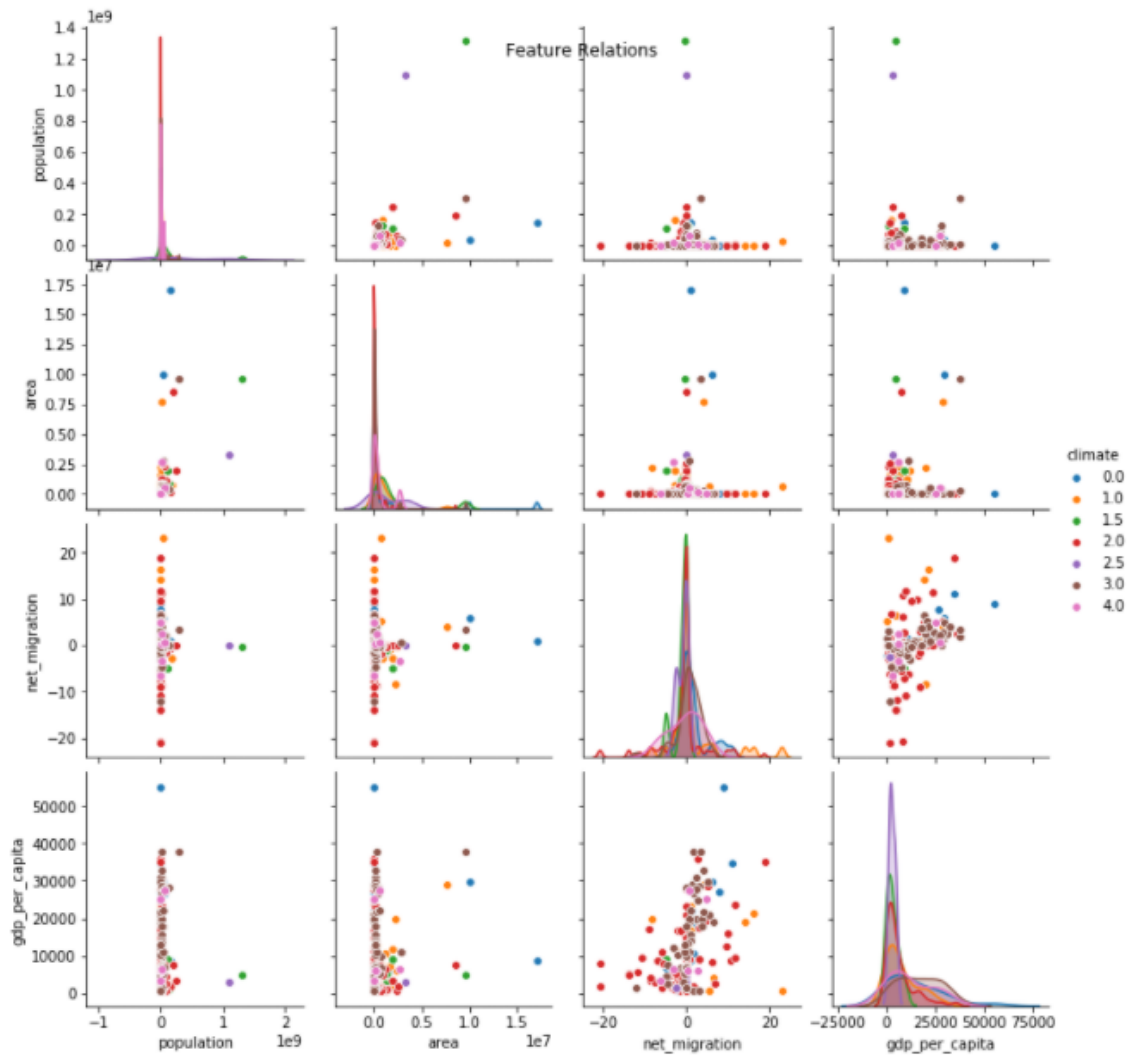 1e9
Feature Relations
1.4
1.2
1.0
0.8
0.6
0.4
0.2
0.0
population
1e7
1.75
1.50
1.25
1.00
0.75
0.50
0.25
0.00
area
climate
0.0
1.0
1.5
2.0
2.5
3.0
4.0
20
10
0
−10
−20
net_migration
50000
40000
30000
20000
10000
0
gdp_per_capita
−1 0 1 2
0.0 0.5 1.0 1.5
−20 0 20
−25000 0 25000 50000 75000
population 1e9
area 1e7
net_migration
gdp_per_capita